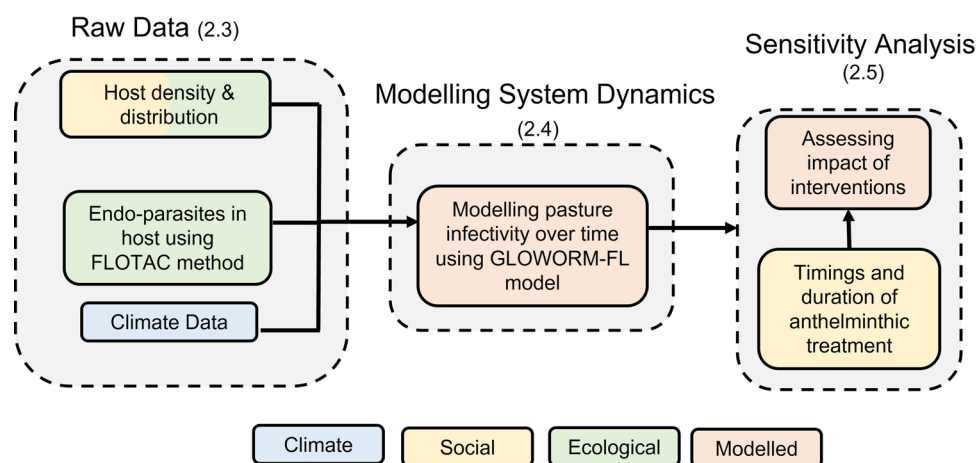 Raw Data (2.3)
Host density &
distribution
Endo-parasites in
host using
FLOTAC method
Climate Data
Modelling System Dynamics
(2.4)
Modelling pasture
infectivity over time
using GLOWORM-FL
model
Sensitivity Analysis
(2.5)
Assessing
impact of
interventions
Timings and
duration of
anthelminthic
treatment
Climate
Social
Ecological
Modelled